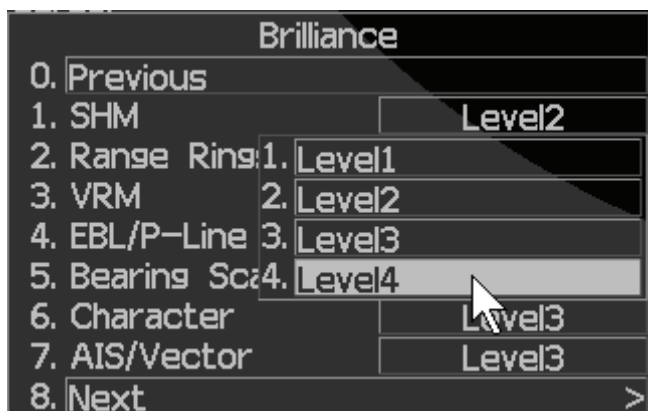 Brilliance
0. Previous
1. SHM Level2
2. Range Rings
1. Level1
3. VRM
2. Level2
4. EBL/P-Line
3. Level3
5. Bearing
4. Level4
6. Character Level3
7. AIS/Vector Level3
8. Next >